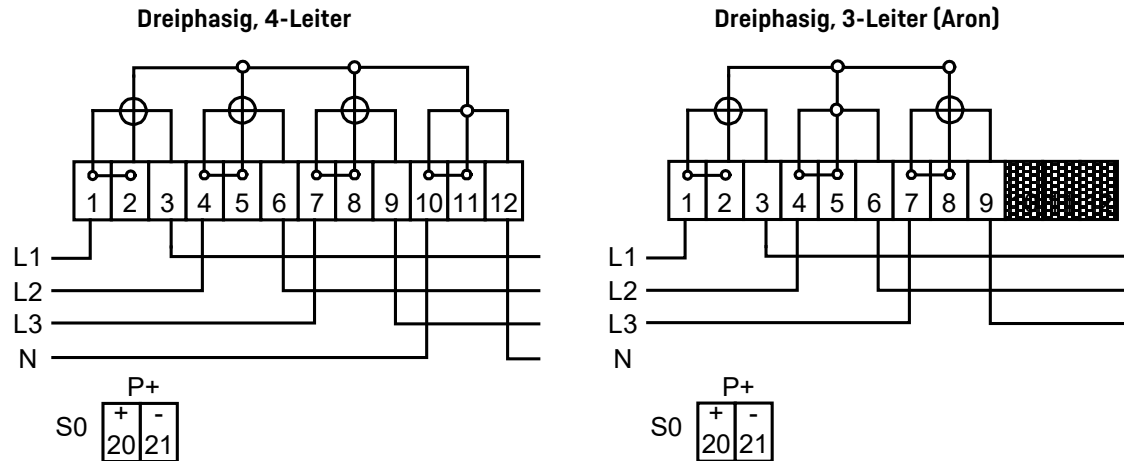 Dreiphasig, 4-Leiter
1 2 3 4 5 6 7 8 9 10 11 12
L1
L2
L3
N
P+
S0
+ -
20 21
Dreiphasig, 3-Leiter (Aron)
1 2 3 4 5 6 7 8 9
L1
L2
L3
N
P+
S0
+ -
20 21